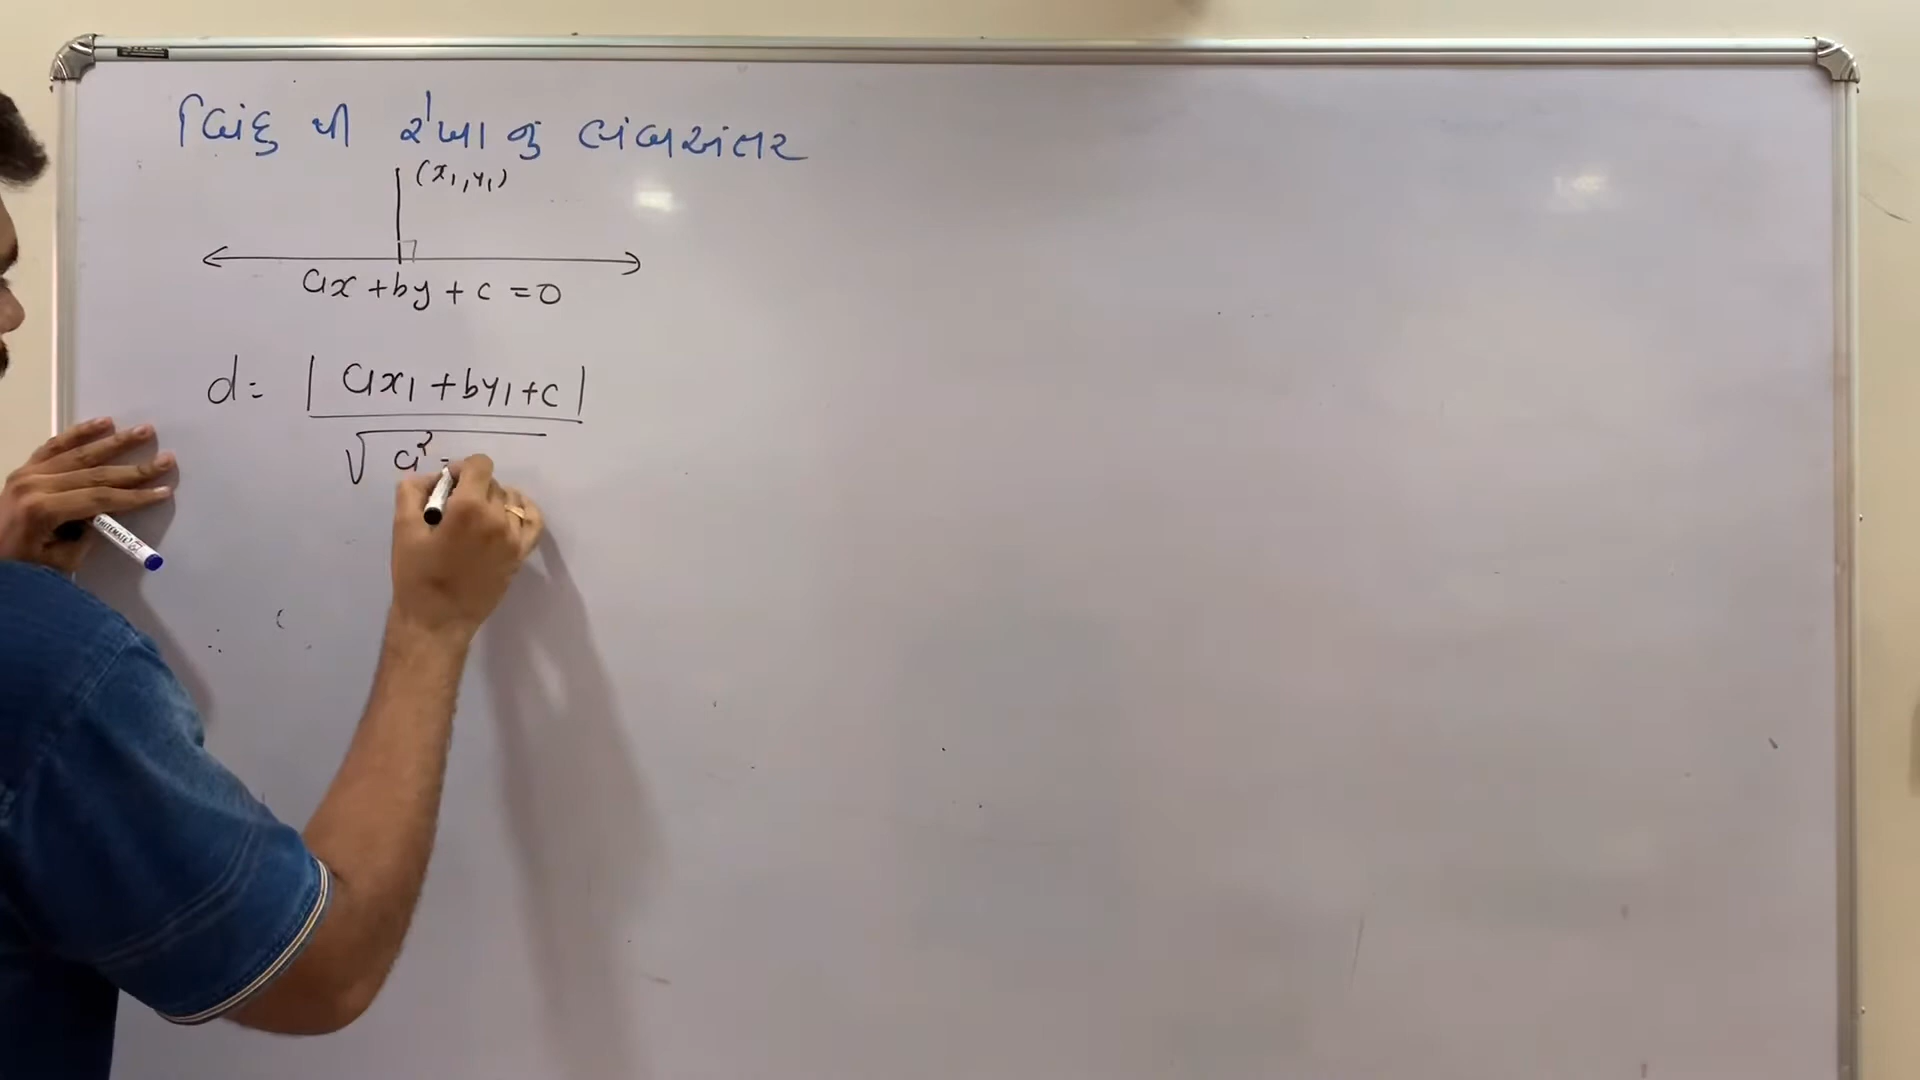 બિંદુ થી રેખા નું લંબઅંતર
(x₁,y₁)
ax + by + c = 0
d = | ax₁ + by₁ + c |
√ a²